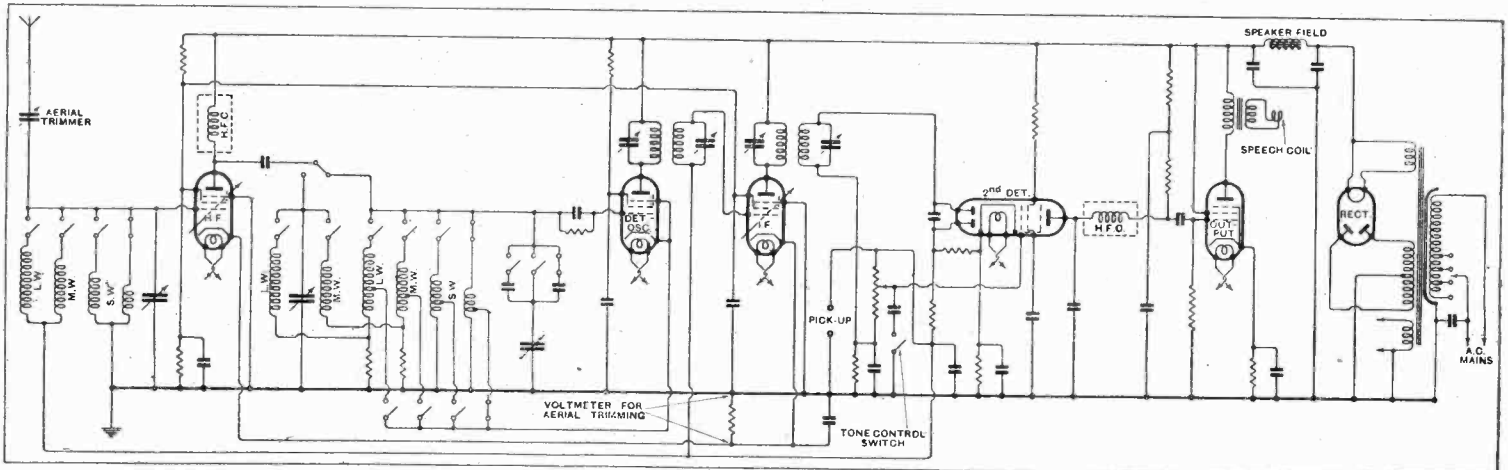 AERIAL
TRIMMER
H.F.C.
H.F.
L.W.
M.W.
S.W.
L.W.
M.W.
L.W.
M.W.
S.W.
DET.
OSC.
I.F.
VOLTMETER FOR
AERIAL TRIMMING
PICK-UP
TONE CONTROL
SWITCH
2nd DET.
H.F.C.
OUT-
PUT
SPEAKER FIELD
SPEECH COIL
RECT.
A.C.
MAINS